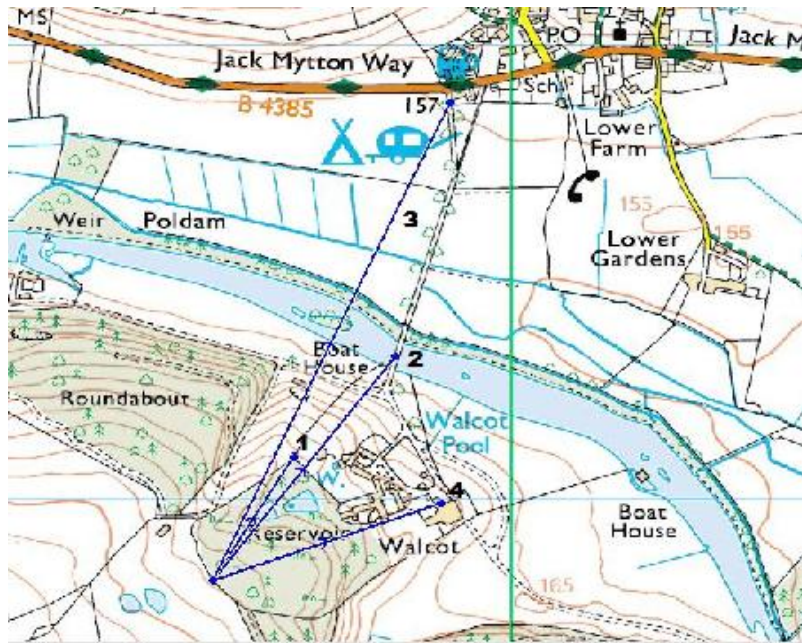 MS
PO
Jack Mytton Way
Jack M
Sch
157
B 4385
Lower
Farm
3
155
155
Weir
Poldam
Lower
Gardens
Boat
House
2
Roundabout
Walcot
Pool
1
W.
4
Reservoir
Walcot
Boat
House
165